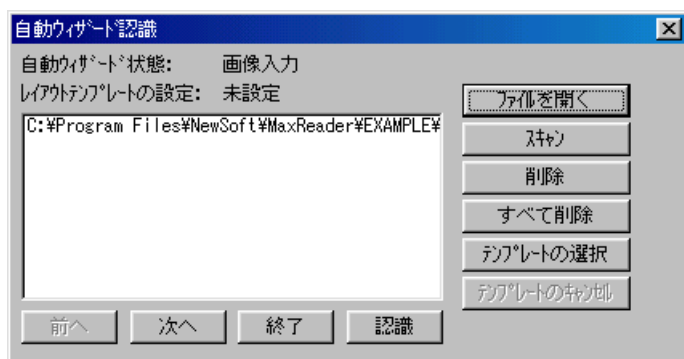 自動ウィザード認識
自動ウィザード状態: 画像入力
レイアウトテンプレートの設定: 未設定
C:¥Program Files¥NewSoft¥MaxReader¥EXAMPLE¥
ファイルを開く
スキャン
削除
すべて削除
テンプレートの選択
テンプレートのキャンセル
前へ
次へ
終了
認識